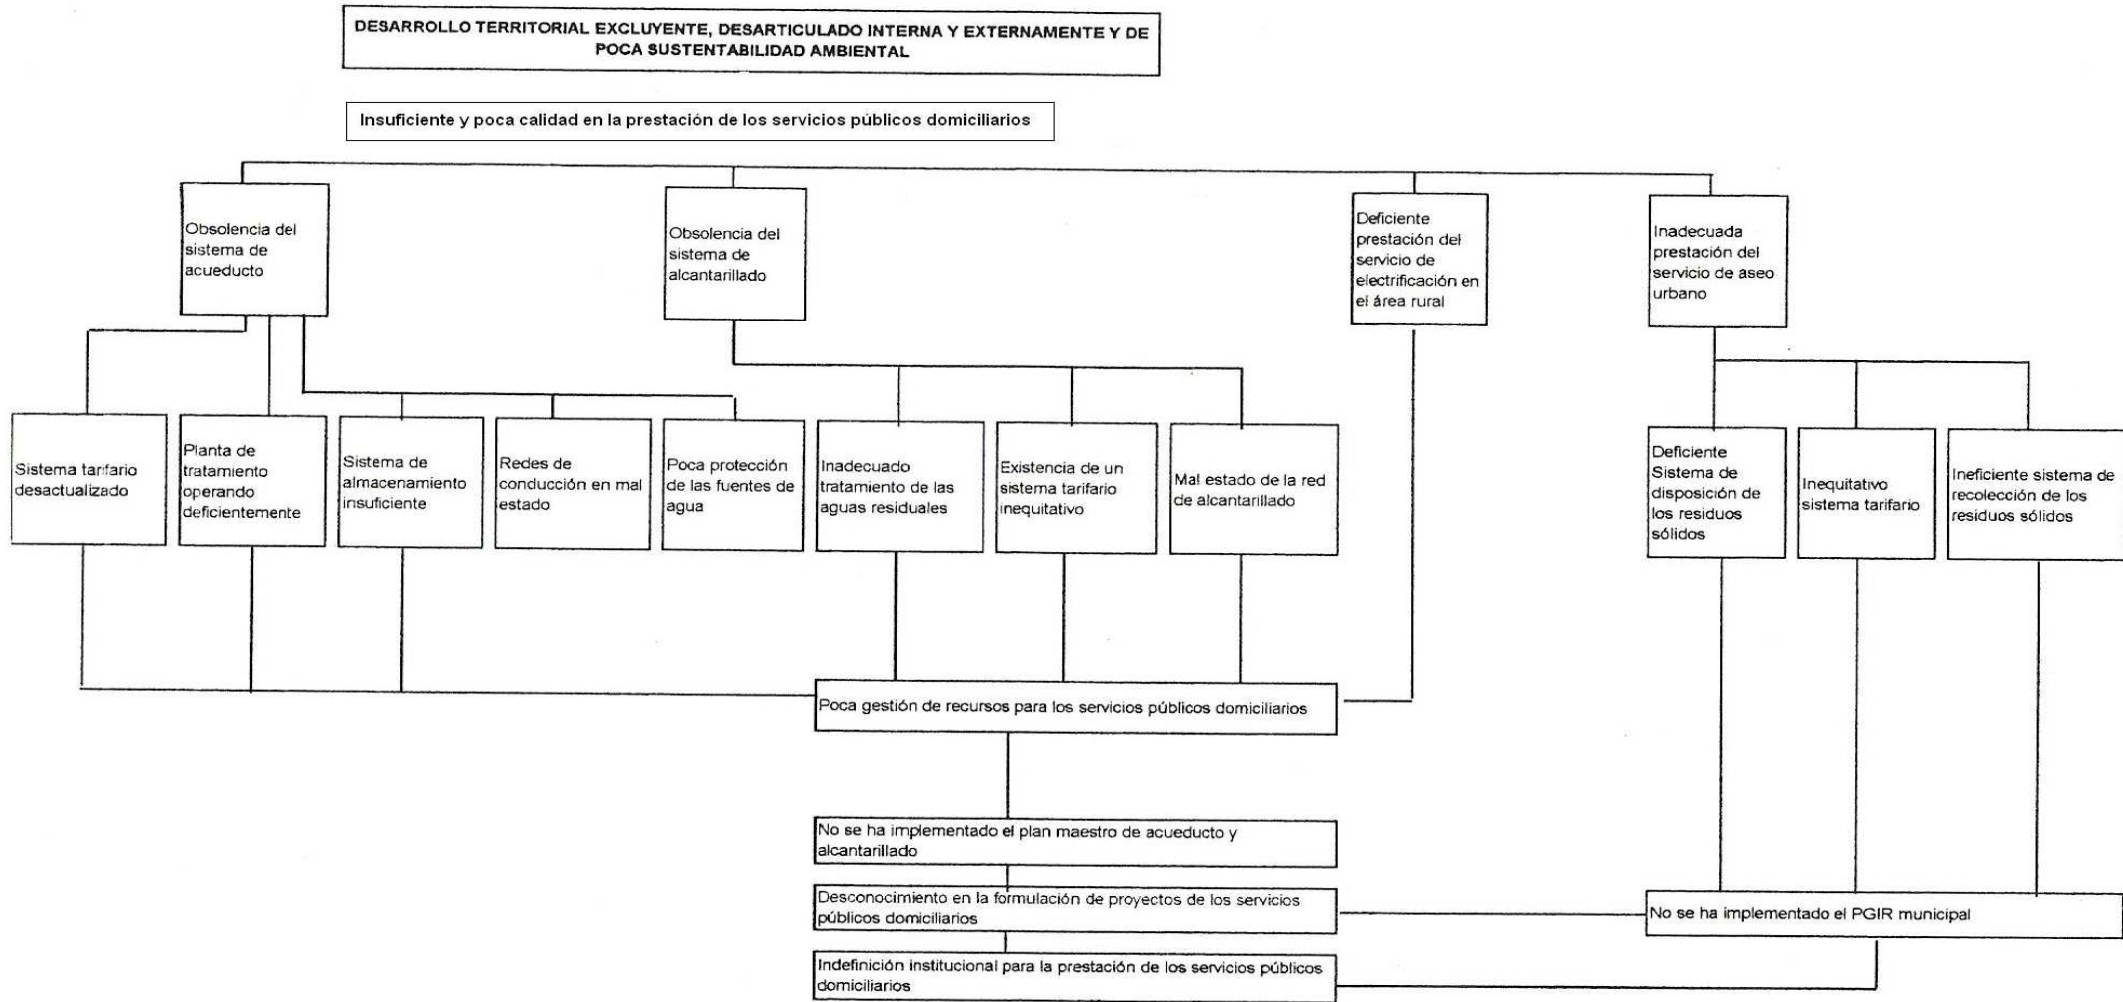 DESARROLLO TERRITORIAL EXCLUYENTE, DESARTICULADO INTERNA Y EXTERNAMENTE Y DE
POCA SUSTENTABILIDAD AMBIENTAL
Insuficiente y poca calidad en la prestación de los servicios públicos domiciliarios
Obsolencia del
sistema de
acueducto
Obsolencia del
sistema de
alcantarillado
Deficiente
prestación del
servicio de
electrificación en
el área rural
Inadecuada
prestación del
servicio de aseo
urbano
Sistema tarifario
desactualizado
Planta de
tratamiento
operando
deficientemente
Sistema de
almacenamiento
insuficiente
Redes de
conducción en mal
estado
Poca protección
de las fuentes de
agua
Inadecuado
tratamiento de las
aguas residuales
Existencia de un
sistema tarifario
inequitativo
Mal estado de la red
de alcantarillado
Deficiente
Sistema de
disposición de
los residuos
sólidos
Inequitativo
sistema tarifario
Ineficiente sistema de
recolección de los
residuos sólidos
Poca gestión de recursos para los servicios públicos domiciliarios
No se ha implementado el plan maestro de acueducto y
alcantarillado
Desconocimiento en la formulación de proyectos de los servicios
públicos domiciliarios
No se ha implementado el PGIR municipal
Indefinición institucional para la prestación de los servicios públicos
domiciliarios